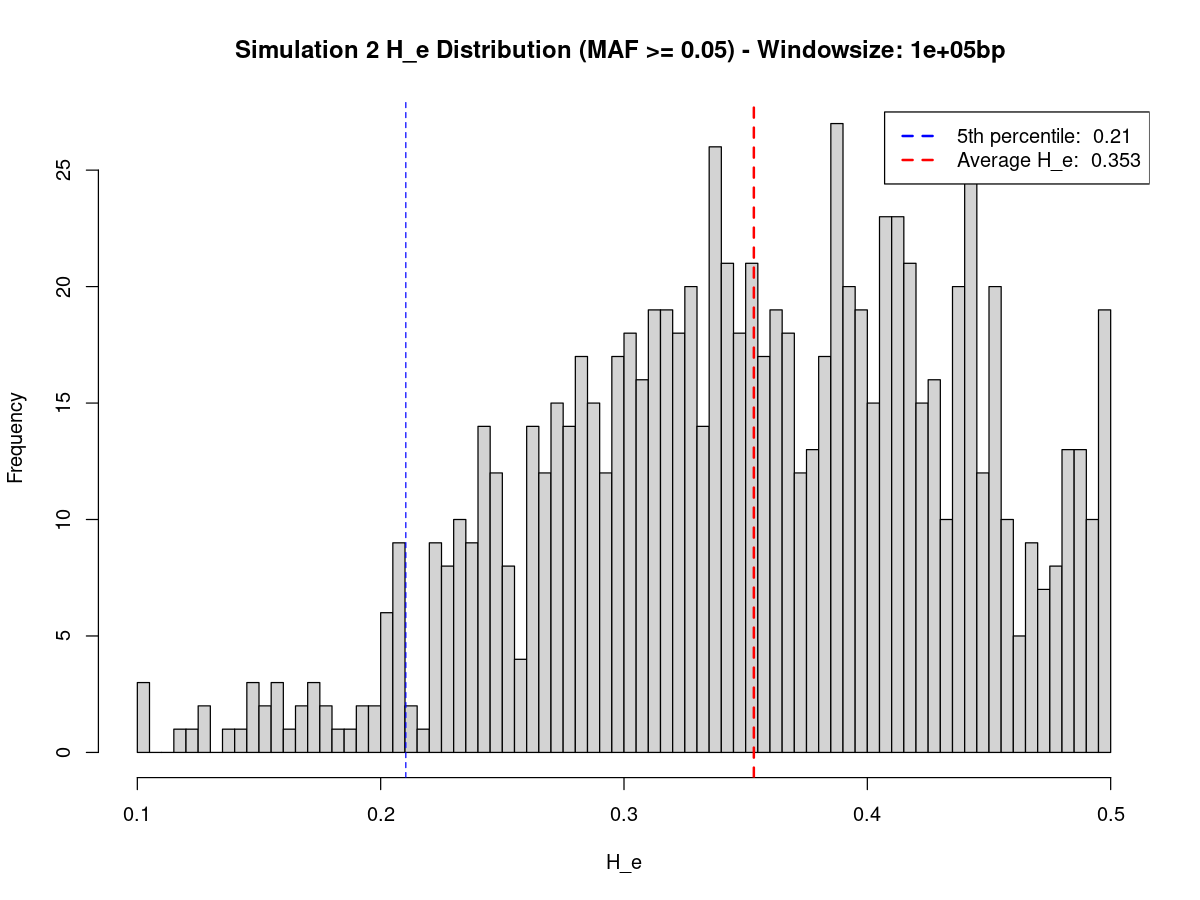 Simulation 2 H_e Distribution (MAF >= 0.05) - Windowsize: 1e+05bp
5th percentile:  0.21
Average H_e:  0.353
Frequency
25
20
15
10
5
0
0.1
0.2
0.3
0.4
0.5
H_e